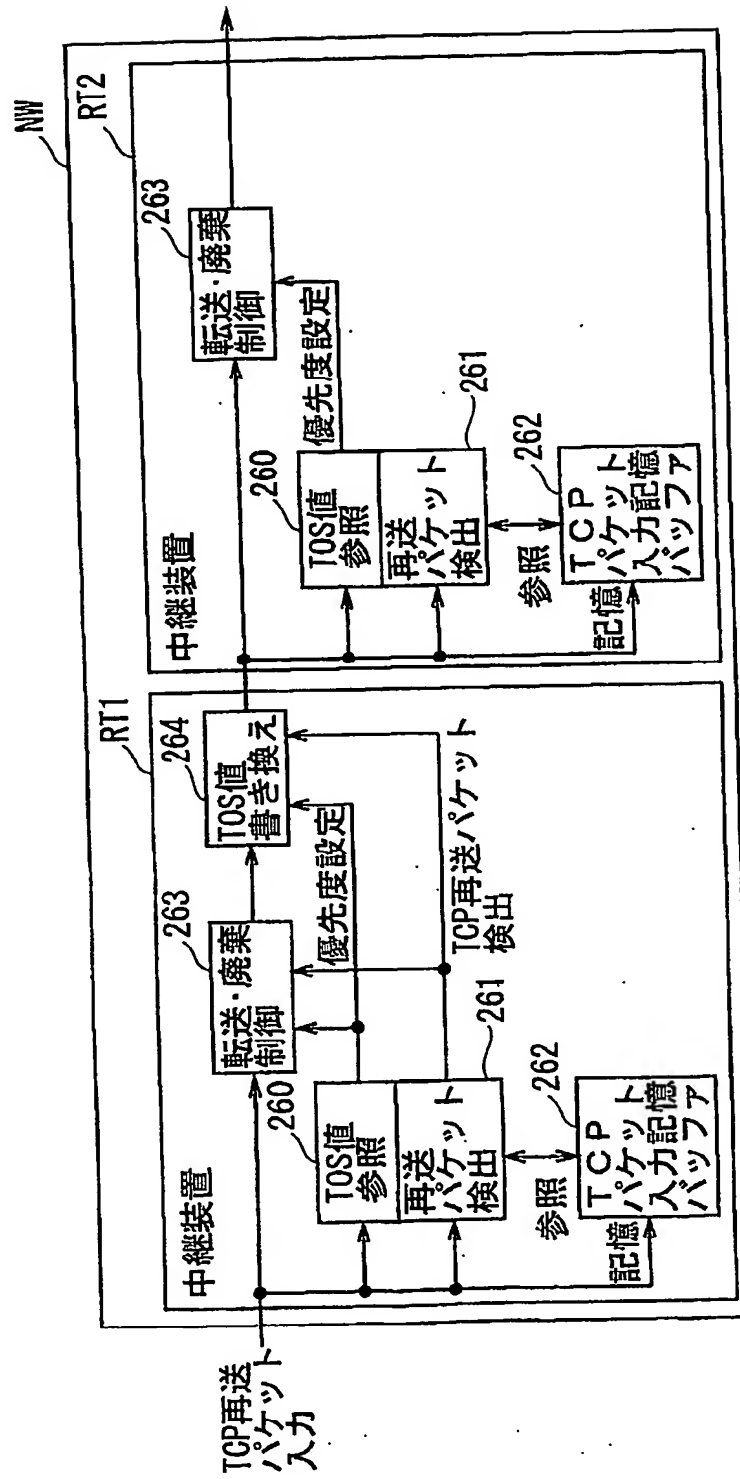 NW
RT1
RT2
TCP再送
パケット
入力
中継装置
263
転送・廃棄
制御
264
TOS値
書き換え
優先度設定
260
TOS値
参照
再送
パケット
検出
261
TCP再送パケット
検出
参照
記憶
262
TCP
パケット
入力記憶
バッファ
中継装置
263
転送・廃棄
制御
優先度設定
260
TOS値
参照
再送
パケット
検出
261
参照
記憶
262
TCP
パケット
入力記憶
バッファ